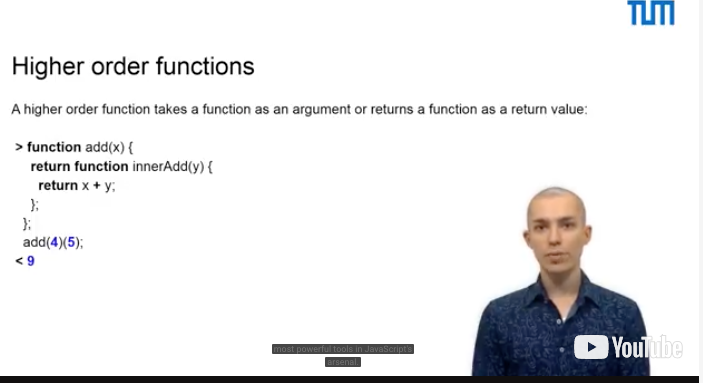 TUM
Higher order functions
A higher order function takes a function as an argument or returns a function as a return value:
> function add(x) {
return function innerAdd(y) {
return x + y;
};
};
add(4)(5);
< 9
most powerful tools in JavaScript's
arsenal.
YouTube